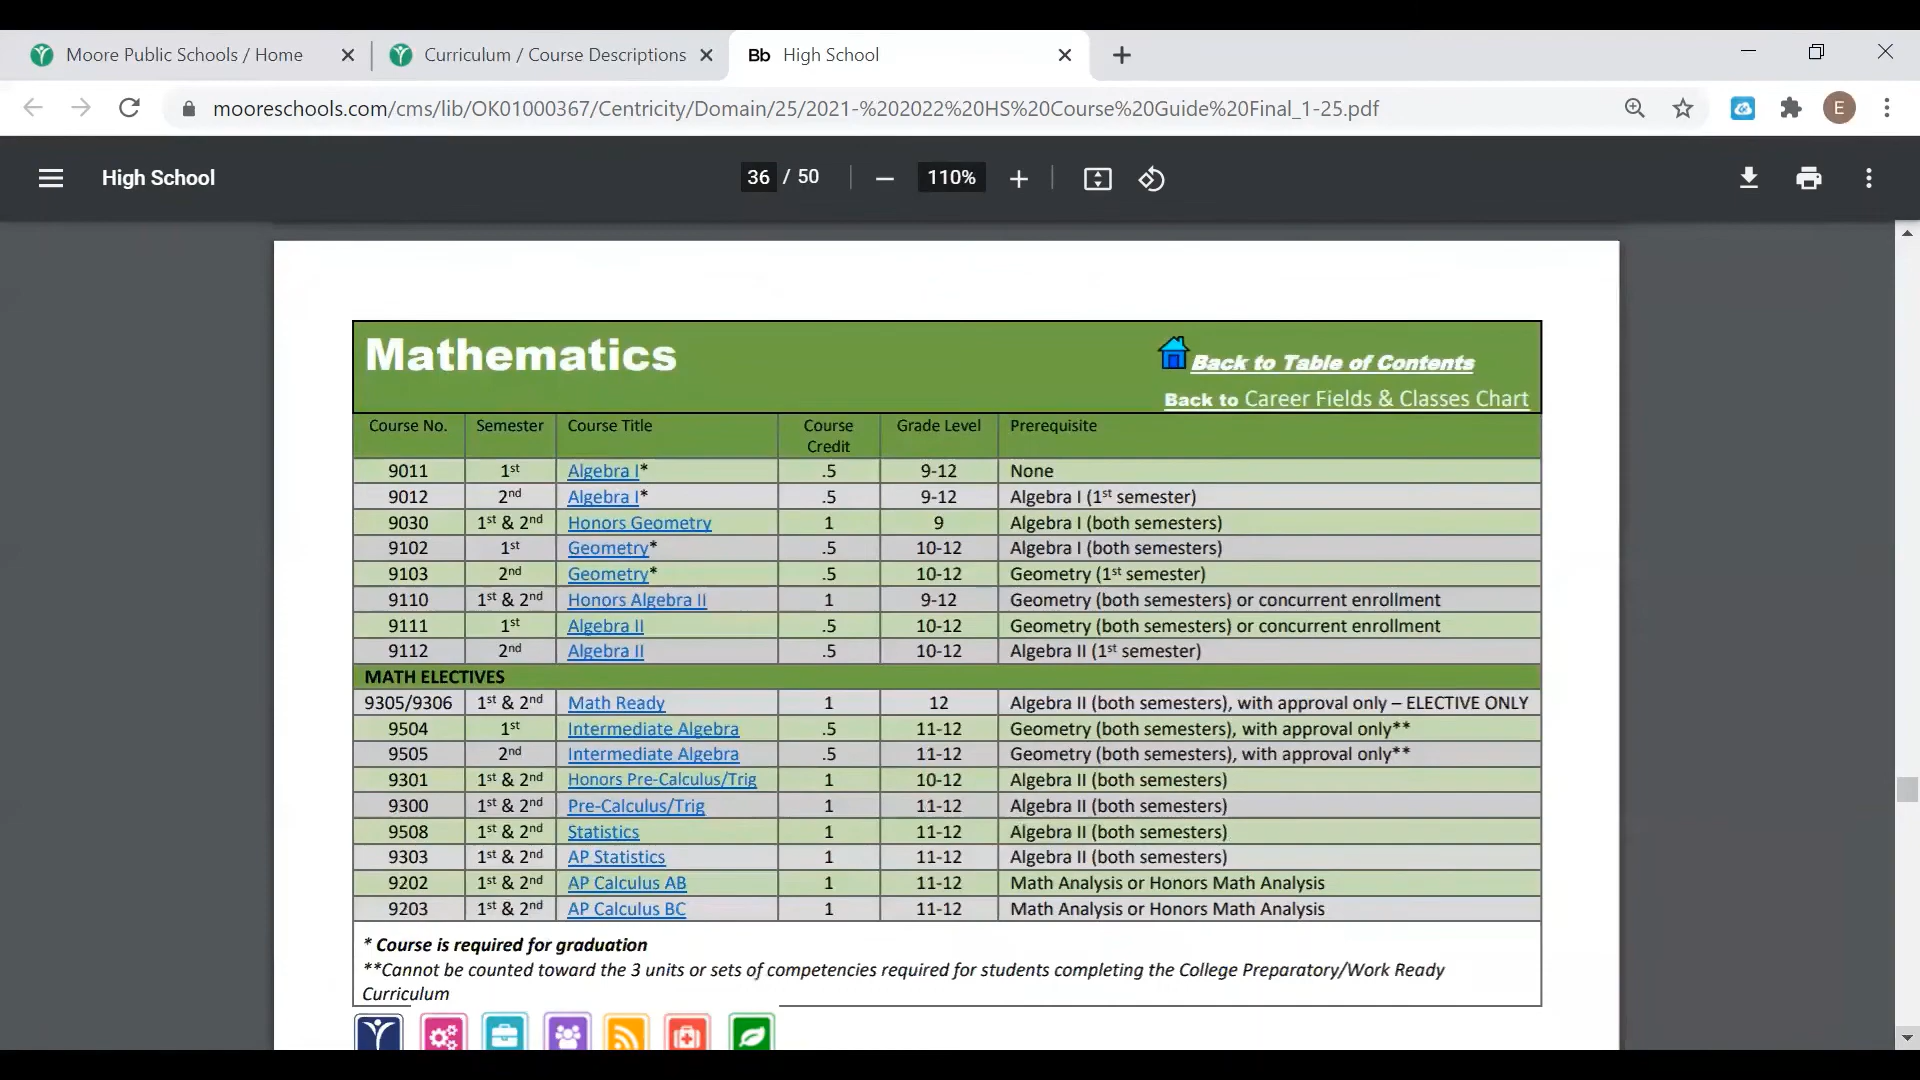 Moore Public Schools / Home
Curriculum / Course Descriptions
Bb High School
mooreschools.com/cms/lib/OK01000367/Centricity/Domain/25/2021-%202022%20HS%20Course%20Guide%20Final_1-25.pdf
E
High School
36 / 50
110%
Mathematics
Back to Table of Contents
Back to Career Fields & Classes Chart
Course No. Semester Course Title Course Credit Grade Level Prerequisite
9011 1st Algebra I* .5 9-12 None
9012 2nd Algebra I* .5 9-12 Algebra I (1st semester)
9030 1st & 2nd Honors Geometry 1 9 Algebra I (both semesters)
9102 1st Geometry* .5 10-12 Algebra I (both semesters)
9103 2nd Geometry* .5 10-12 Geometry (1st semester)
9110 1st & 2nd Honors Algebra II 1 9-12 Geometry (both semesters) or concurrent enrollment
9111 1st Algebra II .5 10-12 Geometry (both semesters) or concurrent enrollment
9112 2nd Algebra II .5 10-12 Algebra II (1st semester)
MATH ELECTIVES
9305/9306 1st & 2nd Math Ready 1 12 Algebra II (both semesters), with approval only – ELECTIVE ONLY
9504 1st Intermediate Algebra .5 11-12 Geometry (both semesters), with approval only**
9505 2nd Intermediate Algebra .5 11-12 Geometry (both semesters), with approval only**
9301 1st & 2nd Honors Pre-Calculus/Trig 1 10-12 Algebra II (both semesters)
9300 1st & 2nd Pre-Calculus/Trig 1 11-12 Algebra II (both semesters)
9508 1st & 2nd Statistics 1 11-12 Algebra II (both semesters)
9303 1st & 2nd AP Statistics 1 11-12 Algebra II (both semesters)
9202 1st & 2nd AP Calculus AB 1 11-12 Math Analysis or Honors Math Analysis
9203 1st & 2nd AP Calculus BC 1 11-12 Math Analysis or Honors Math Analysis
* Course is required for graduation
**Cannot be counted toward the 3 units or sets of competencies required for students completing the College Preparatory/Work Ready
Curriculum